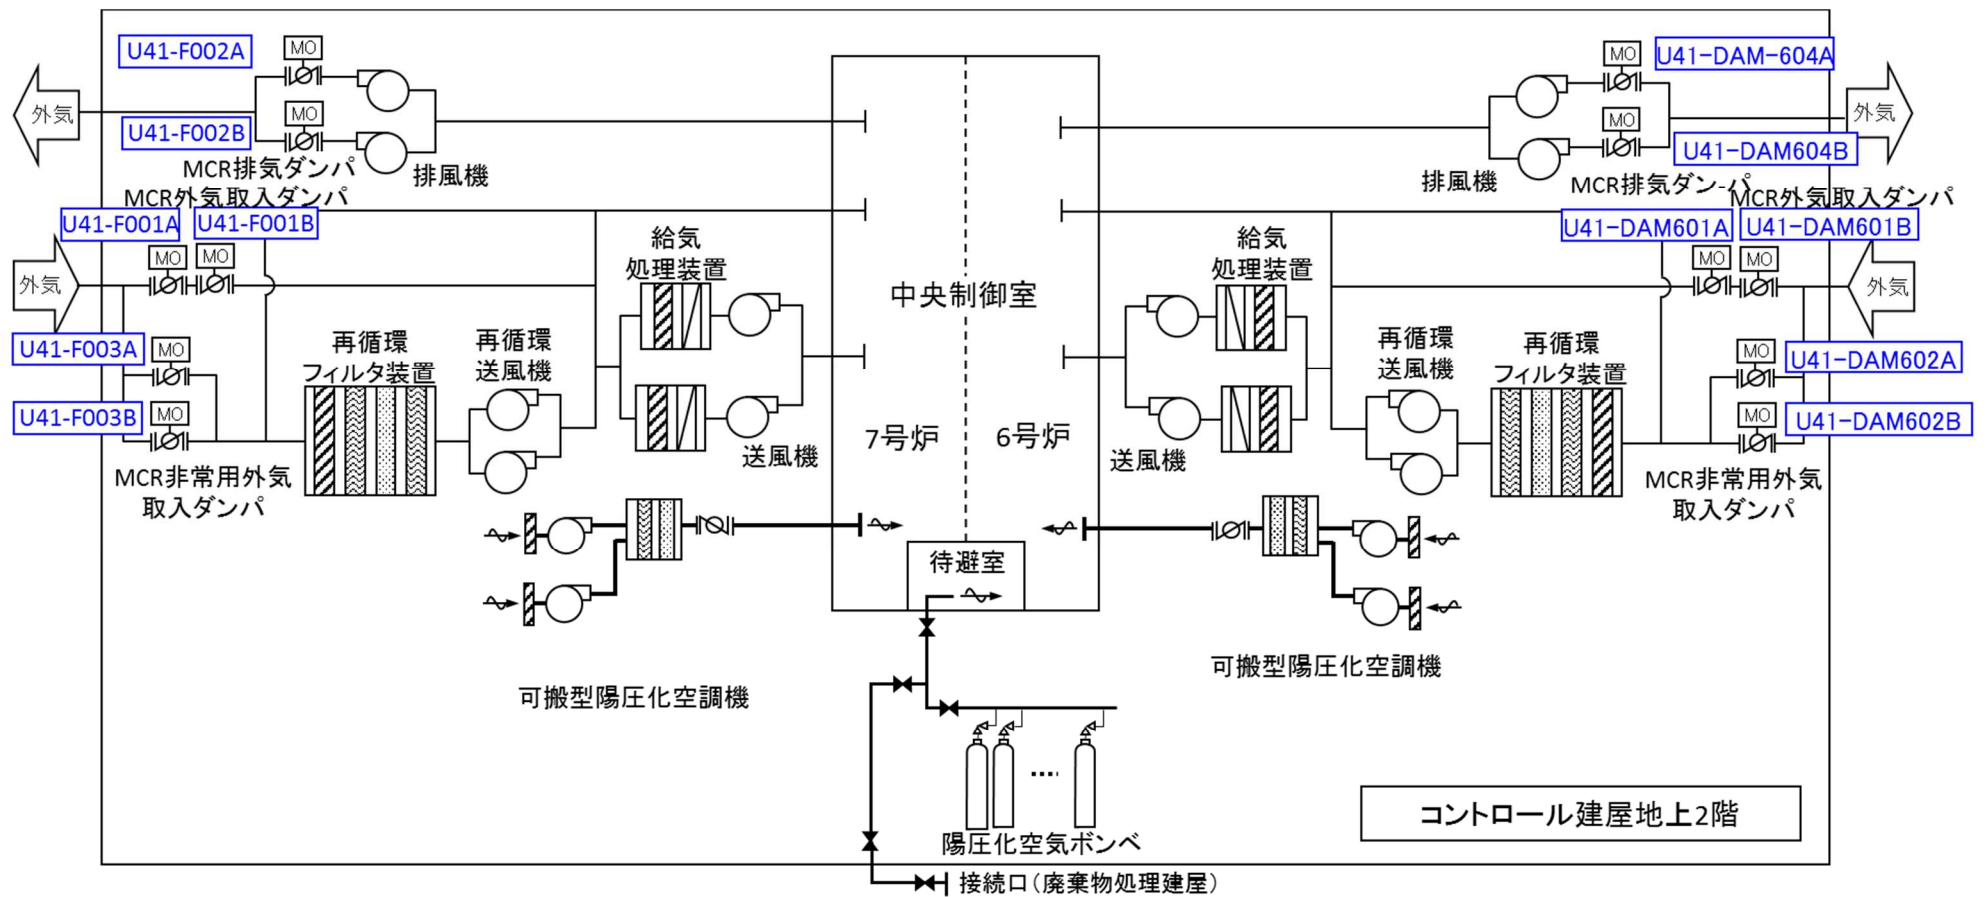 U41-F002A
MO
U41-DAM-604A
MO
外気
外気
U41-F002B
MO
MO
U41-DAM604B
MCR排気ダンパ
排風機
排風機
MCR排気ダンパ
MCR外気取入ダンパ
MCR外気取入ダンパ
U41-F001A
U41-F001B
U41-DAM601A
U41-DAM601B
MO
MO
給気
処理装置
給気
処理装置
MO
MO
外気
外気
中央制御室
U41-F003A
MO
再循環
フィルタ装置
再循環
送風機
再循環
送風機
再循環
フィルタ装置
MO
U41-DAM602A
U41-F003B
MO
MO
U41-DAM602B
7号炉
6号炉
送風機
送風機
MCR非常用外気
取入ダンパ
MCR非常用外気
取入ダンパ
待避室
可搬型陽圧化空調機
可搬型陽圧化空調機
陽圧化空気ボンベ
コントロール建屋地上2階
接続口(廃棄物処理建屋)